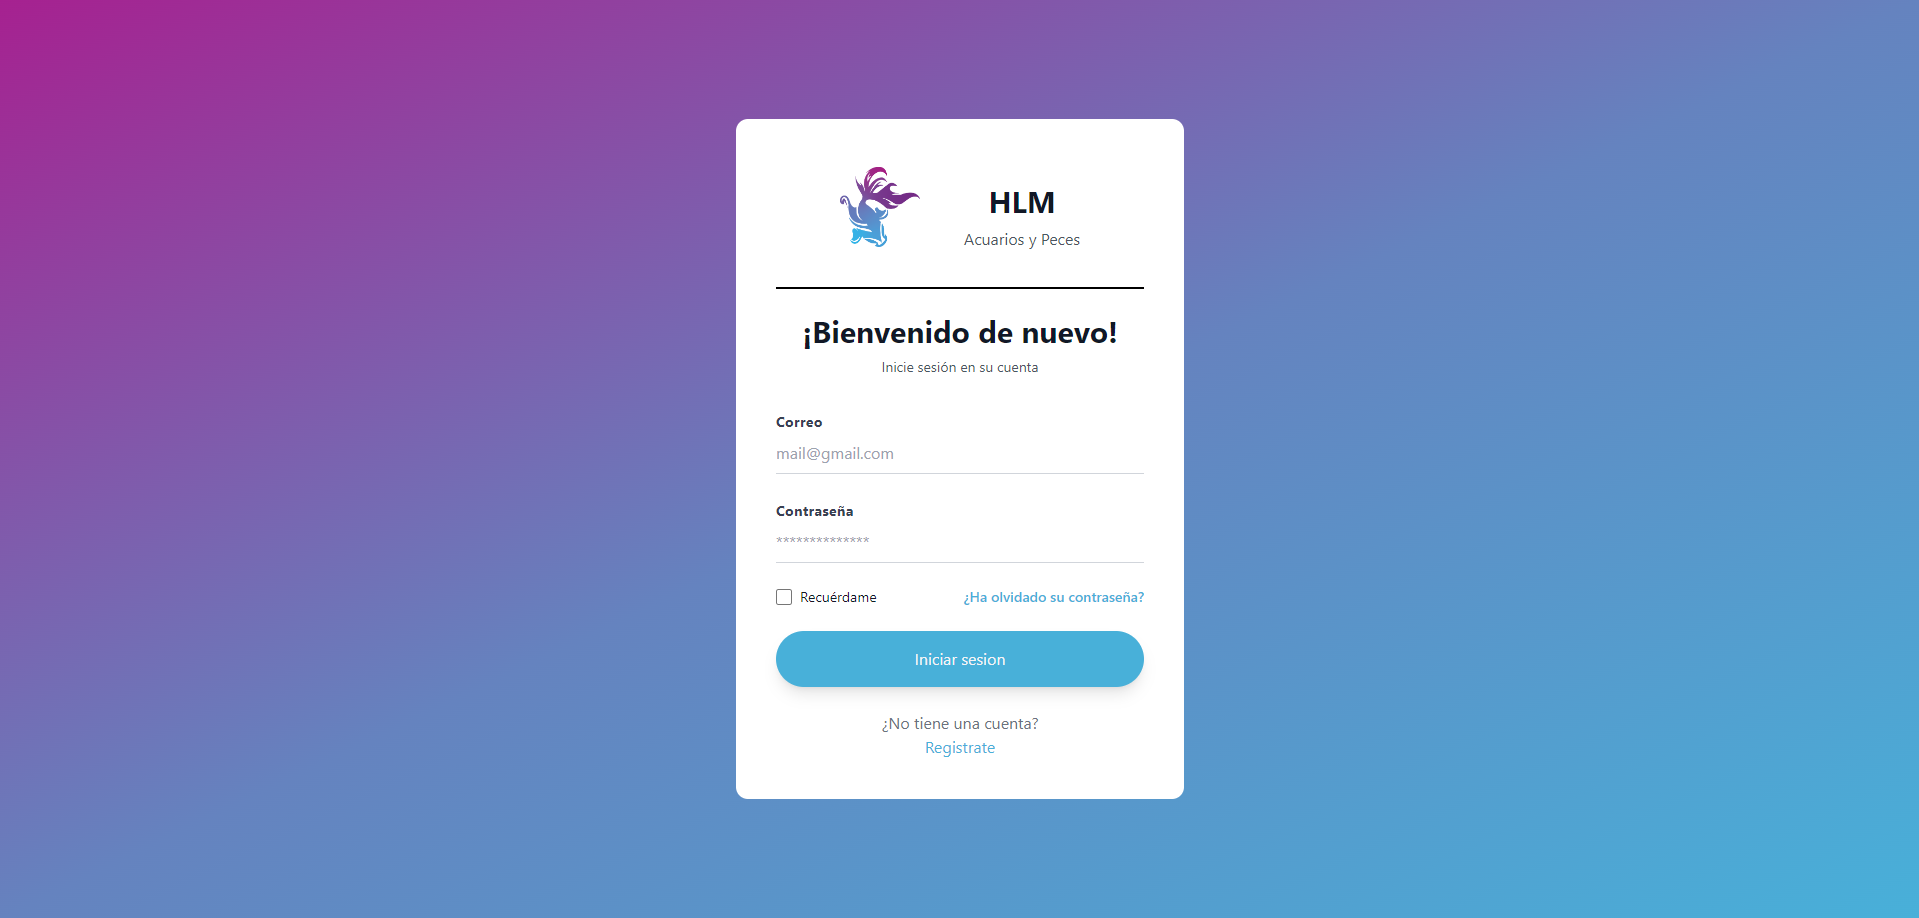 HLM
Acuarios y Peces
¡Bienvenido de nuevo!
Inicie sesión en su cuenta
Correo
mail@gmail.com
Contraseña
**************
Recuérdame
¿Ha olvidado su contraseña?
Iniciar sesion
¿No tiene una cuenta?
Registrate